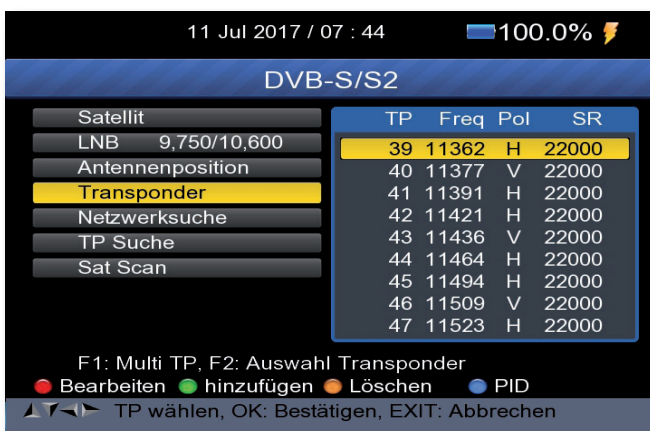 11 Jul 2017 / 07 : 44 100.0%
DVB-S/S2
Satellit
LNB 9,750/10,600
Antennenposition
Transponder
Netzwerksuche
TP Suche
Sat Scan
TP Freq Pol SR
39 11362 H 22000
40 11377 V 22000
41 11391 H 22000
42 11421 H 22000
43 11436 V 22000
44 11464 H 22000
45 11494 H 22000
46 11509 V 22000
47 11523 H 22000
F1: Multi TP, F2: Auswahl Transponder
Bearbeiten hinzufügen Löschen PID
TP wählen, OK: Bestätigen, EXIT: Abbrechen